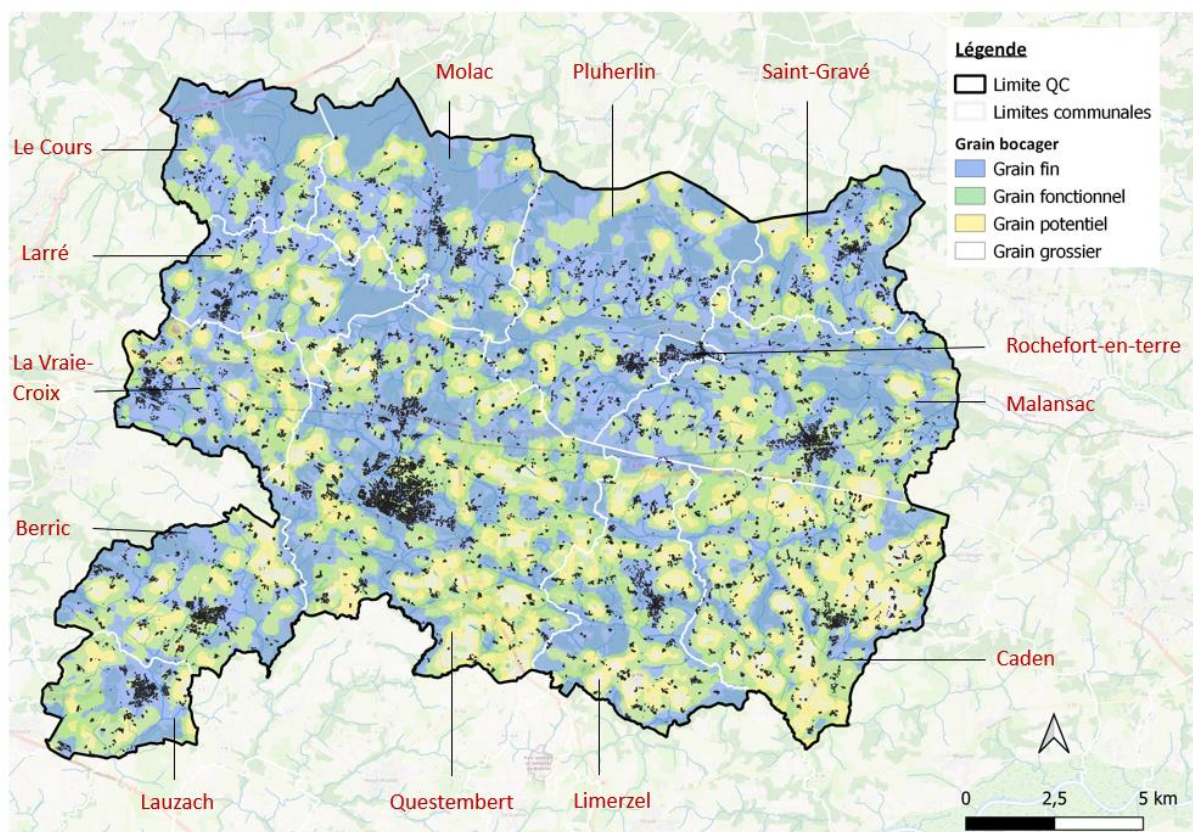 Molac
Pluherlin
Saint-Gravé
Légende
Limite QC
Limites communales
Grain bocager
Grain fin
Grain fonctionnel
Grain potentiel
Grain grossier
Le Cours
Larré
La Vraie-
Croix
Rochefort-en-terre
Malansac
Berric
Caden
Lauzach
Questembert
Limerzel
0 2,5 5 km